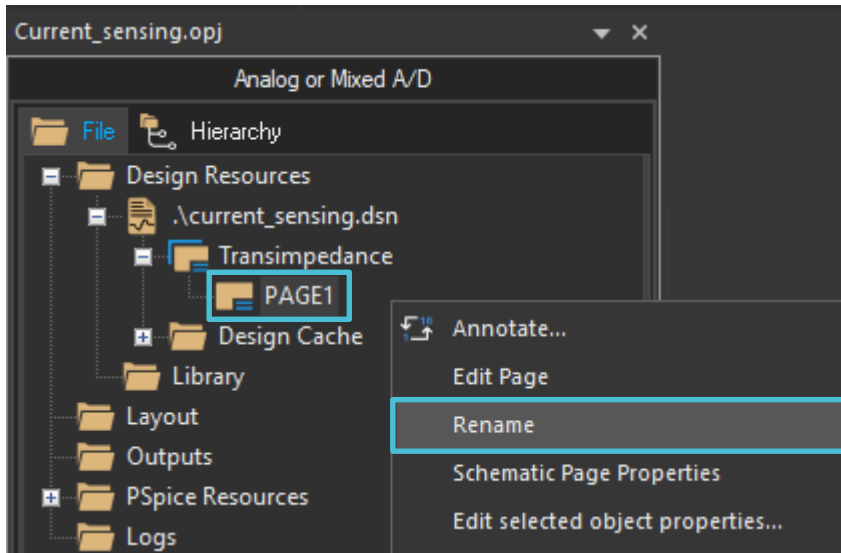 Current_sensing.opj
Analog or Mixed A/D
File Hierarchy
Design Resources
.\current_sensing.dsn
Transimpedance
PAGE1
Design Cache
Library
Layout
Outputs
PSpice Resources
Logs
Annotate...
Edit Page
Rename
Schematic Page Properties
Edit selected object properties...